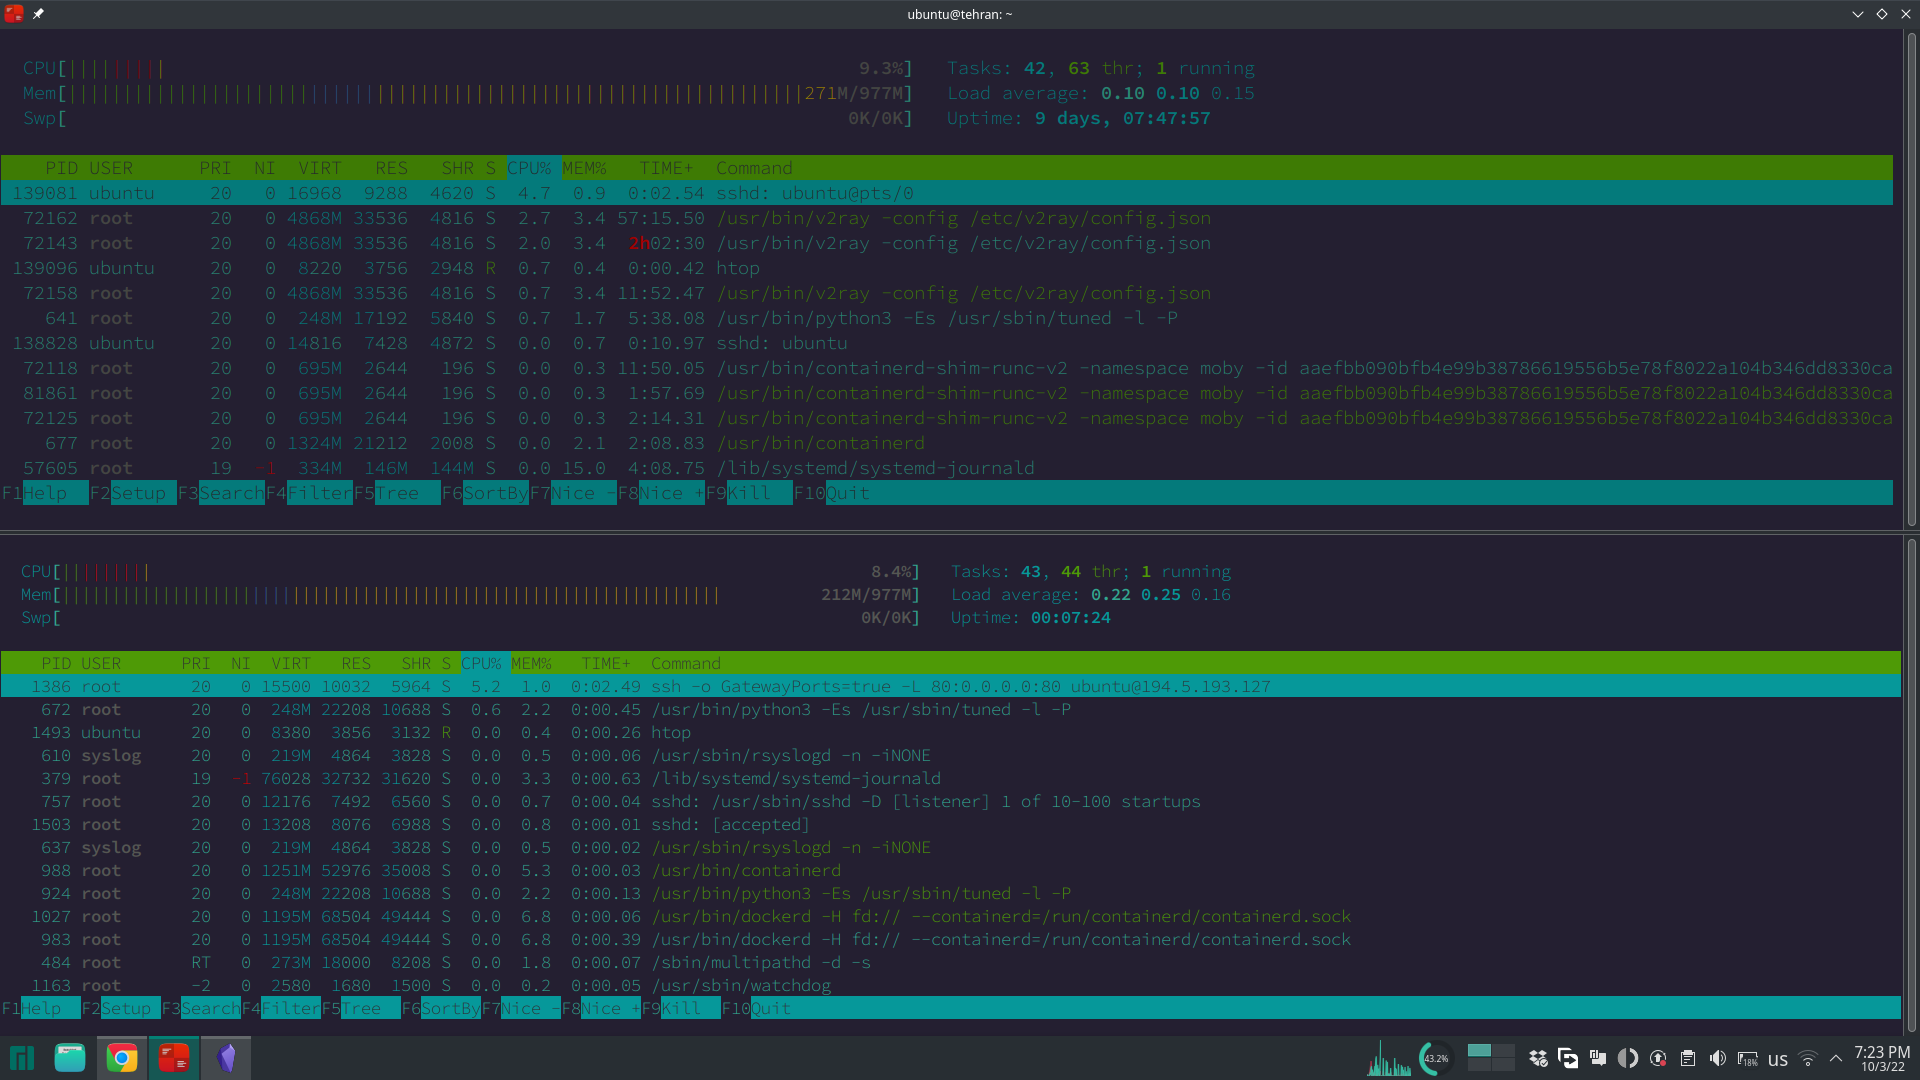 ubuntu@tehran: ~
CPU[||||||||| 9.3%] Tasks: 42, 63 thr; 1 running
Mem[||||||||||||||||||||||||||||||||||||||||||||||||||||||||||||||||||271M/977M] Load average: 0.10 0.10 0.15
Swp[ 0K/0K] Uptime: 9 days, 07:47:57
PID USER PRI NI VIRT RES SHR S CPU% MEM% TIME+ Command
139081 ubuntu 20 0 16968 9288 4620 S 4.7 0.9 0:02.54 sshd: ubuntu@pts/0
72162 root 20 0 4868M 33536 4816 S 2.7 3.4 57:15.50 /usr/bin/v2ray -config /etc/v2ray/config.json
72143 root 20 0 4868M 33536 4816 S 2.0 3.4 2h02:30 /usr/bin/v2ray -config /etc/v2ray/config.json
139096 ubuntu 20 0 8220 3756 2948 R 0.7 0.4 0:00.42 htop
72158 root 20 0 4868M 33536 4816 S 0.7 3.4 11:52.47 /usr/bin/v2ray -config /etc/v2ray/config.json
641 root 20 0 248M 17192 5840 S 0.7 1.7 5:38.08 /usr/bin/python3 -Es /usr/sbin/tuned -l -P
138828 ubuntu 20 0 14816 7428 4872 S 0.0 0.7 0:10.97 sshd: ubuntu
72118 root 20 0 695M 2644 196 S 0.0 0.3 11:50.05 /usr/bin/containerd-shim-runc-v2 -namespace moby -id aaefbb090bfb4e99b38786619556b5e78f8022a104b346dd8330ca
81861 root 20 0 695M 2644 196 S 0.0 0.3 1:57.69 /usr/bin/containerd-shim-runc-v2 -namespace moby -id aaefbb090bfb4e99b38786619556b5e78f8022a104b346dd8330ca
72125 root 20 0 695M 2644 196 S 0.0 0.3 2:14.31 /usr/bin/containerd-shim-runc-v2 -namespace moby -id aaefbb090bfb4e99b38786619556b5e78f8022a104b346dd8330ca
677 root 20 0 1324M 21212 2008 S 0.0 2.1 2:08.83 /usr/bin/containerd
57605 root 19 -1 334M 146M 144M S 0.0 15.0 4:08.75 /lib/systemd/systemd-journald
F1Help F2Setup F3SearchF4FilterF5Tree F6SortByF7Nice -F8Nice +F9Kill F10Quit
CPU[||||||||| 8.4%] Tasks: 43, 44 thr; 1 running
Mem[|||||||||||||||||||||||||||||||||||||||||||||||||||||||||||||||||| 212M/977M] Load average: 0.22 0.25 0.16
Swp[ 0K/0K] Uptime: 00:07:24
PID USER PRI NI VIRT RES SHR S CPU% MEM% TIME+ Command
1386 root 20 0 15500 10032 5964 S 5.2 1.0 0:02.49 ssh -o GatewayPorts=true -L 80:0.0.0.0:80 ubuntu@194.5.193.127
672 root 20 0 248M 22208 10688 S 0.6 2.2 0:00.45 /usr/bin/python3 -Es /usr/sbin/tuned -l -P
1493 ubuntu 20 0 8380 3856 3132 R 0.0 0.4 0:00.26 htop
610 syslog 20 0 219M 4864 3828 S 0.0 0.5 0:00.06 /usr/sbin/rsyslogd -n -iNONE
379 root 19 -1 76028 32732 31620 S 0.0 3.3 0:00.63 /lib/systemd/systemd-journald
757 root 20 0 12176 7492 6560 S 0.0 0.7 0:00.04 sshd: /usr/sbin/sshd -D [listener] 1 of 10-100 startups
1503 root 20 0 13208 8076 6988 S 0.0 0.8 0:00.01 sshd: [accepted]
637 syslog 20 0 219M 4864 3828 S 0.0 0.5 0:00.02 /usr/sbin/rsyslogd -n -iNONE
988 root 20 0 1251M 52976 35008 S 0.0 5.3 0:00.03 /usr/bin/containerd
924 root 20 0 248M 22208 10688 S 0.0 2.2 0:00.13 /usr/bin/python3 -Es /usr/sbin/tuned -l -P
1027 root 20 0 1195M 68504 49444 S 0.0 6.8 0:00.06 /usr/bin/dockerd -H fd:// --containerd=/run/containerd/containerd.sock
983 root 20 0 1195M 68504 49444 S 0.0 6.8 0:00.39 /usr/bin/dockerd -H fd:// --containerd=/run/containerd/containerd.sock
484 root RT 0 273M 18000 8208 S 0.0 1.8 0:00.07 /sbin/multipathd -d -s
1163 root -2 0 2580 1680 1500 S 0.0 0.2 0:00.05 /usr/sbin/watchdog
F1Help F2Setup F3SearchF4FilterF5Tree F6SortByF7Nice -F8Nice +F9Kill F10Quit
43.2% 18% us 7:23 PM
10/3/22